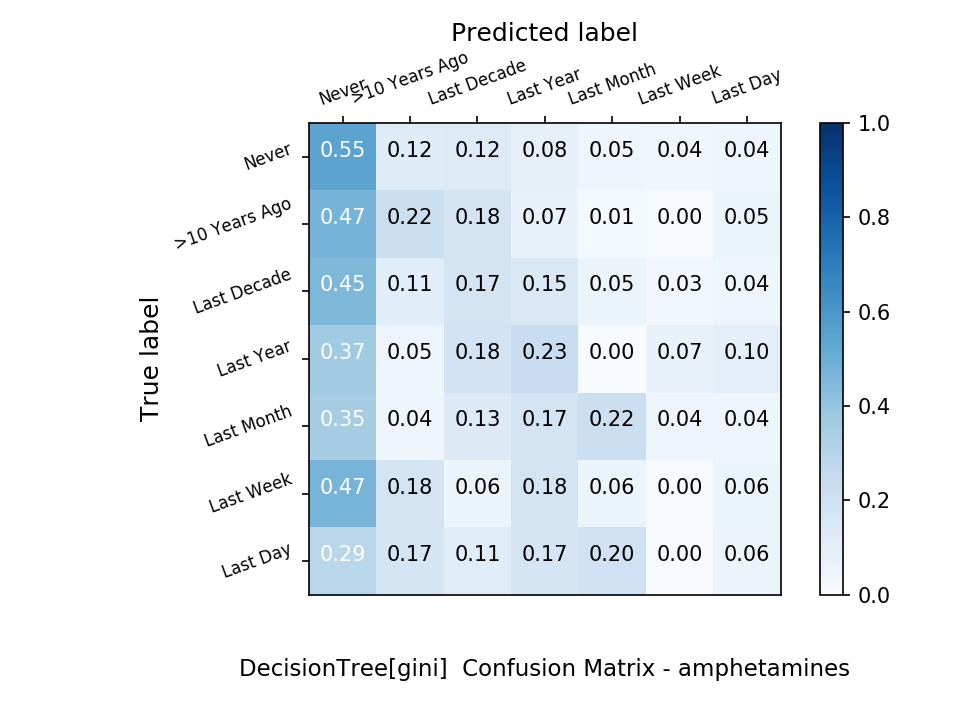 Predicted label
Never >10 Years Ago Last Decade Last Year Last Month Last Week Last Day
Never 0.55 0.12 0.12 0.08 0.05 0.04 0.04
>10 Years Ago 0.47 0.22 0.18 0.07 0.01 0.00 0.05
Last Decade 0.45 0.11 0.17 0.15 0.05 0.03 0.04
Last Year 0.37 0.05 0.18 0.23 0.00 0.07 0.10
Last Month 0.35 0.04 0.13 0.17 0.22 0.04 0.04
Last Week 0.47 0.18 0.06 0.18 0.06 0.00 0.06
Last Day 0.29 0.17 0.11 0.17 0.20 0.00 0.06
True label
1.0
0.8
0.6
0.4
0.2
0.0
DecisionTree[gini]  Confusion Matrix - amphetamines